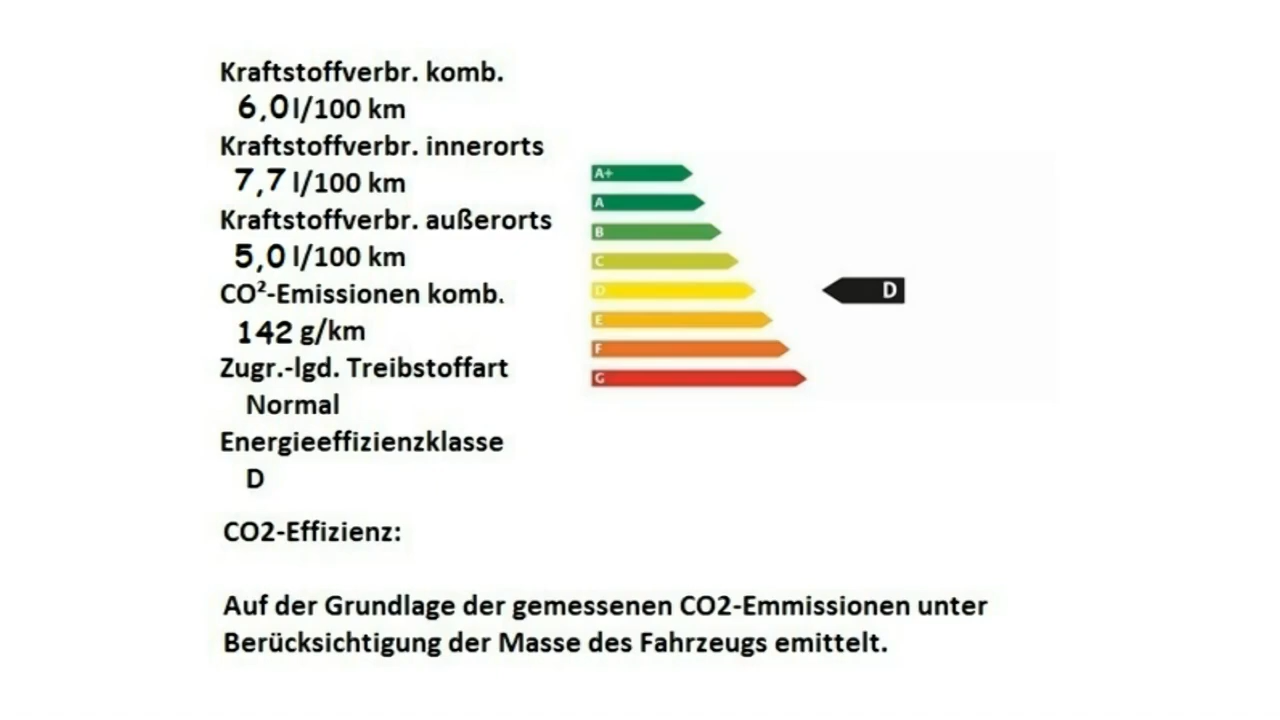 Kraftstoffverbr. komb.
6,0 l/100 km
Kraftstoffverbr. innerorts
7,7 l/100 km
Kraftstoffverbr. außerorts
5,0 l/100 km
CO²-Emissionen komb.
142 g/km
Zugr.-lgd. Treibstoffart
Normal
Energieeffizienzklasse
D
A+
A
B
C
D
E
F
G
D
CO2-Effizienz:
Auf der Grundlage der gemessenen CO2-Emmissionen unter
Berücksichtigung der Masse des Fahrzeugs emittelt.